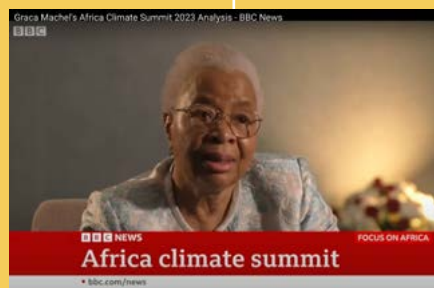 Graca Machel's Africa Climate Summit 2023 Analysis - BBC News
BBC
BBC NEWS
FOCUS ON AFRICA
Africa climate summit
bbc.com/news